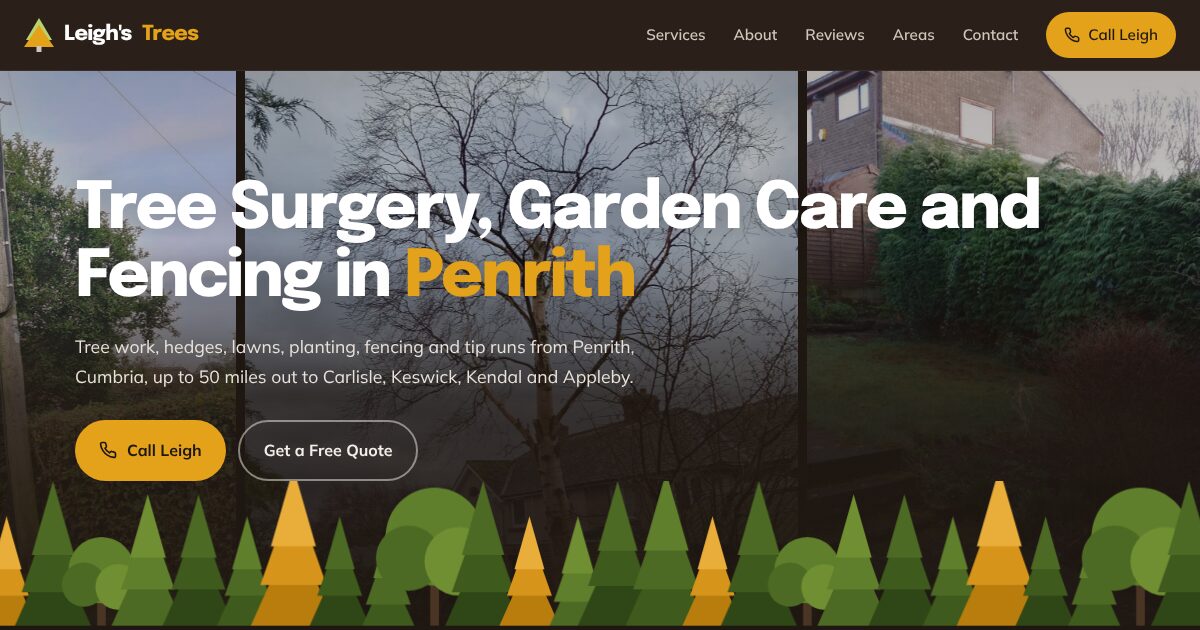 Leigh's Trees
Services About Reviews Areas Contact Call Leigh
Tree Surgery, Garden Care and
Fencing in Penrith
Tree work, hedges, lawns, planting, fencing and tip runs from Penrith,
Cumbria, up to 50 miles out to Carlisle, Keswick, Kendal and Appleby.
Call Leigh
Get a Free Quote